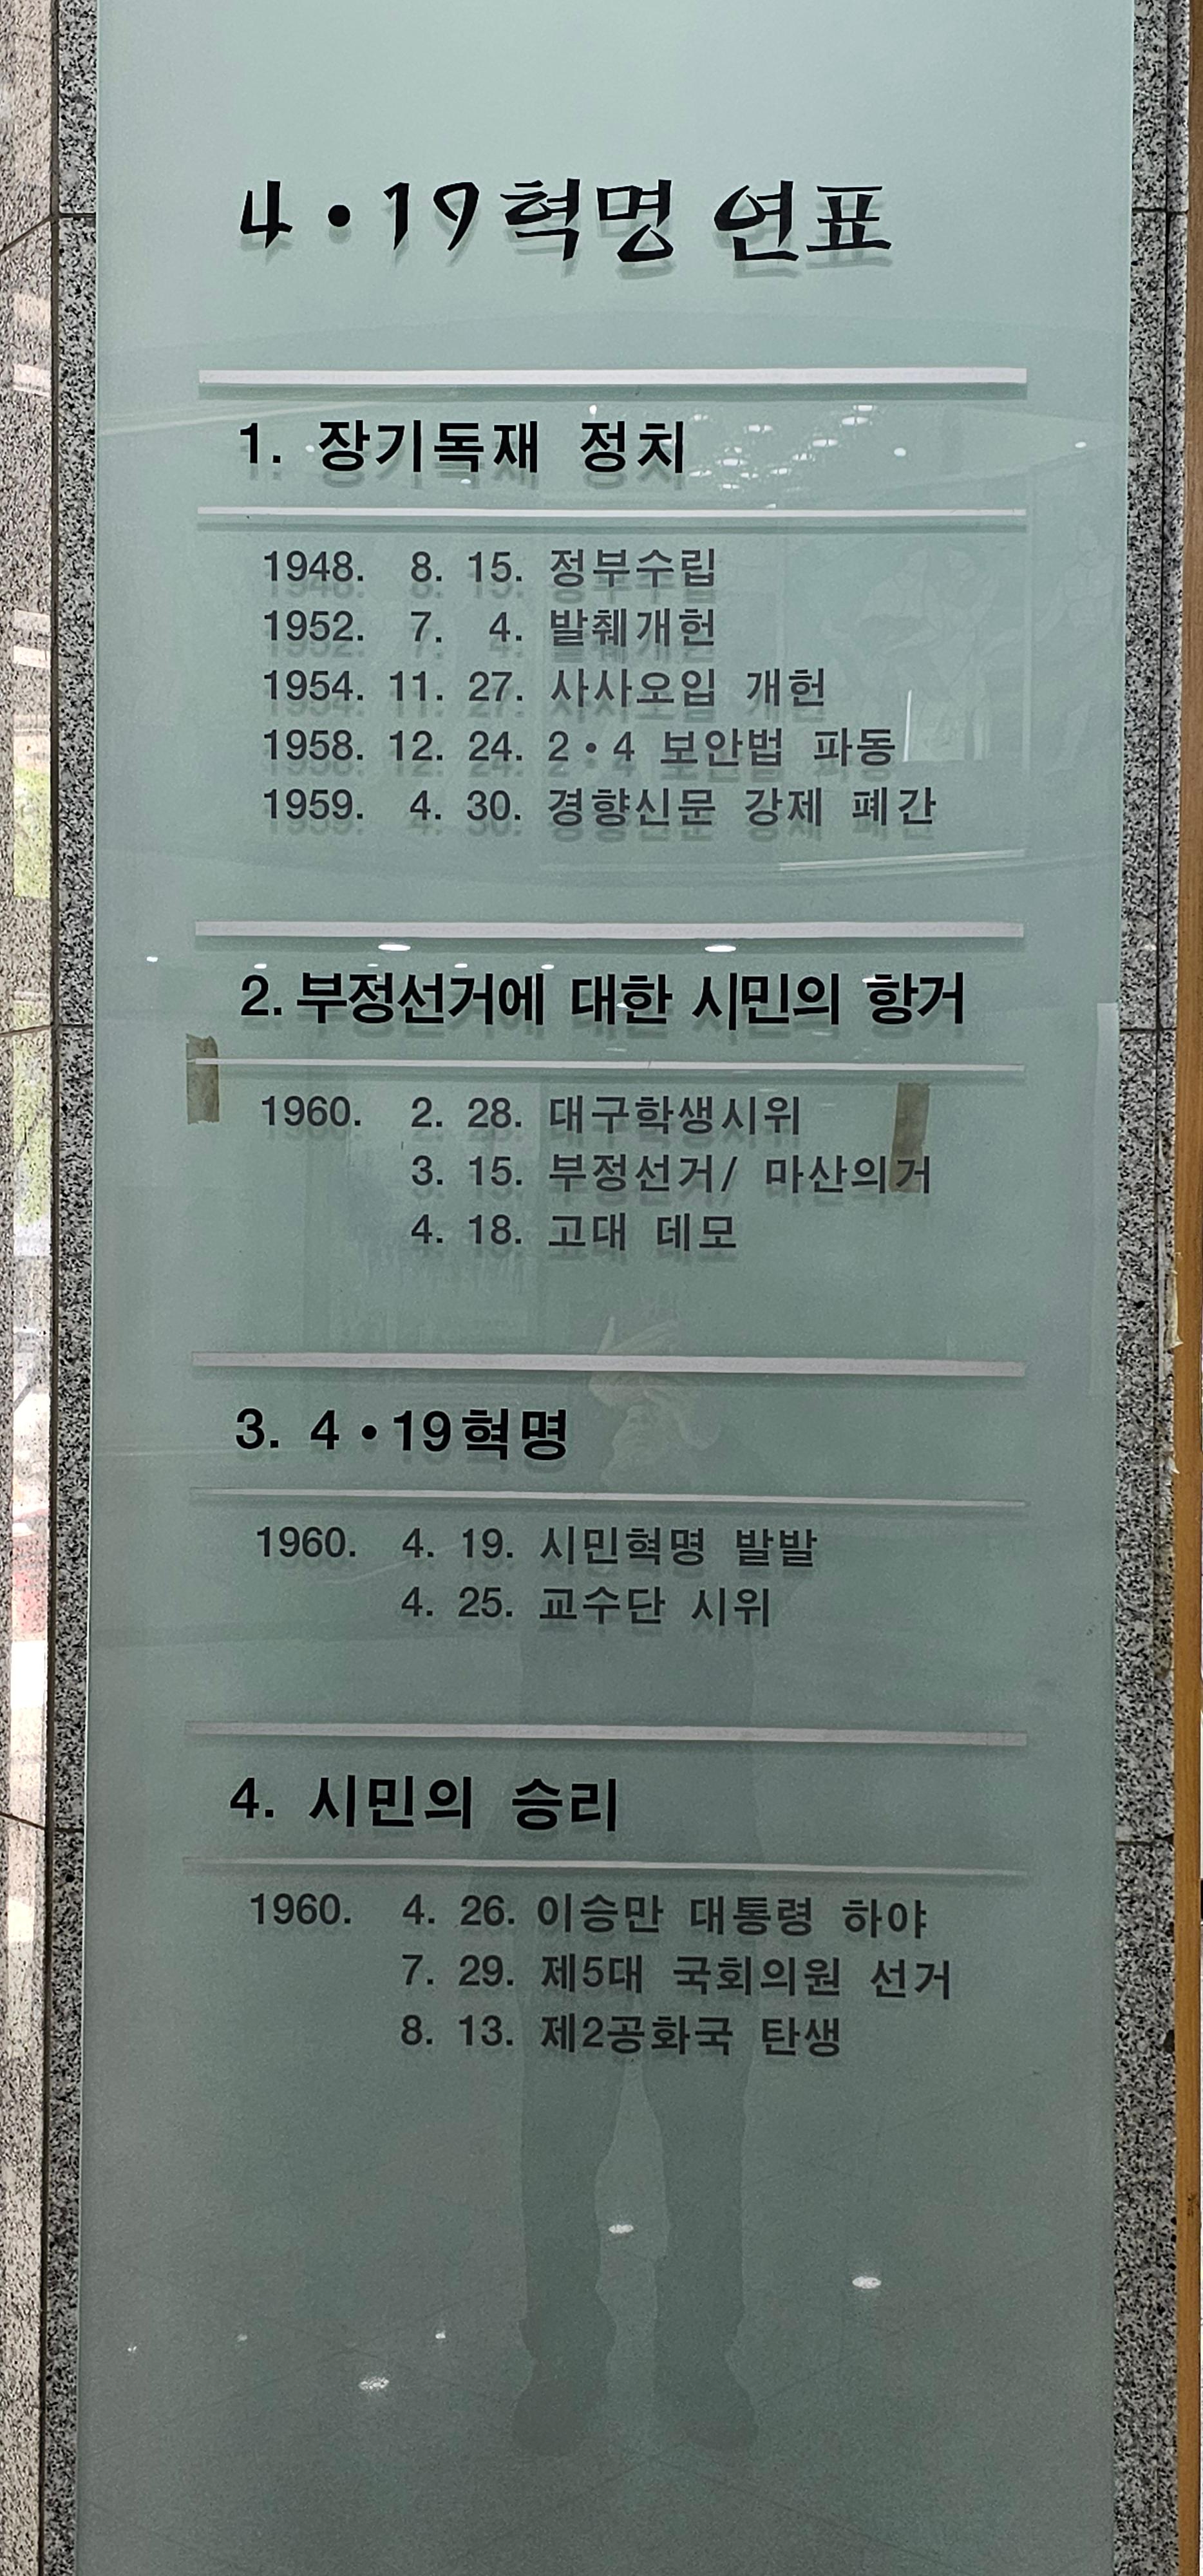 4·19혁명 연표
1. 장기독재 정치
1948. 8. 15. 정부수립
1952. 7. 4. 발췌개헌
1954. 11. 27. 사사오입 개헌
1958. 12. 24. 2·4 보안법 파동
1959. 4. 30. 경향신문 강제 폐간
2. 부정선거에 대한 시민의 항거
1960. 2. 28. 대구학생시위
3. 15. 부정선거/ 마산의거
4. 18. 고대 데모
3. 4·19혁명
1960. 4. 19. 시민혁명 발발
4. 25. 교수단 시위
4. 시민의 승리
1960. 4. 26. 이승만 대통령 하야
7. 29. 제5대 국회의원 선거
8. 13. 제2공화국 탄생